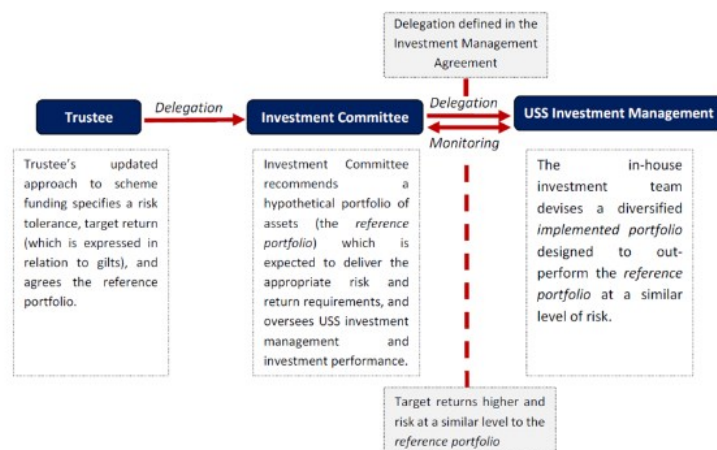 Delegation defined in the
Investment Management
Agreement
Delegation
Delegation
Trustee
Investment Committee
USS Investment Management
Monitoring
Trustee's updated
approach to scheme
funding specifies a risk
tolerance, target return
(which is expressed in
relation to gilts), and
agrees the reference
portfolio.
Investment Committee
recommends a
hypothetical portfolio of
assets (the reference
portfolio) which is
expected to deliver the
appropriate risk and
return requirements, and
oversees USS investment
management and
investment performance.
The in-house
investment team
devises a diversified
implemented portfolio
designed to out-
perform the reference
portfolio at a similar
level of risk.
Target returns higher and
risk at a similar level to the
reference portfolio